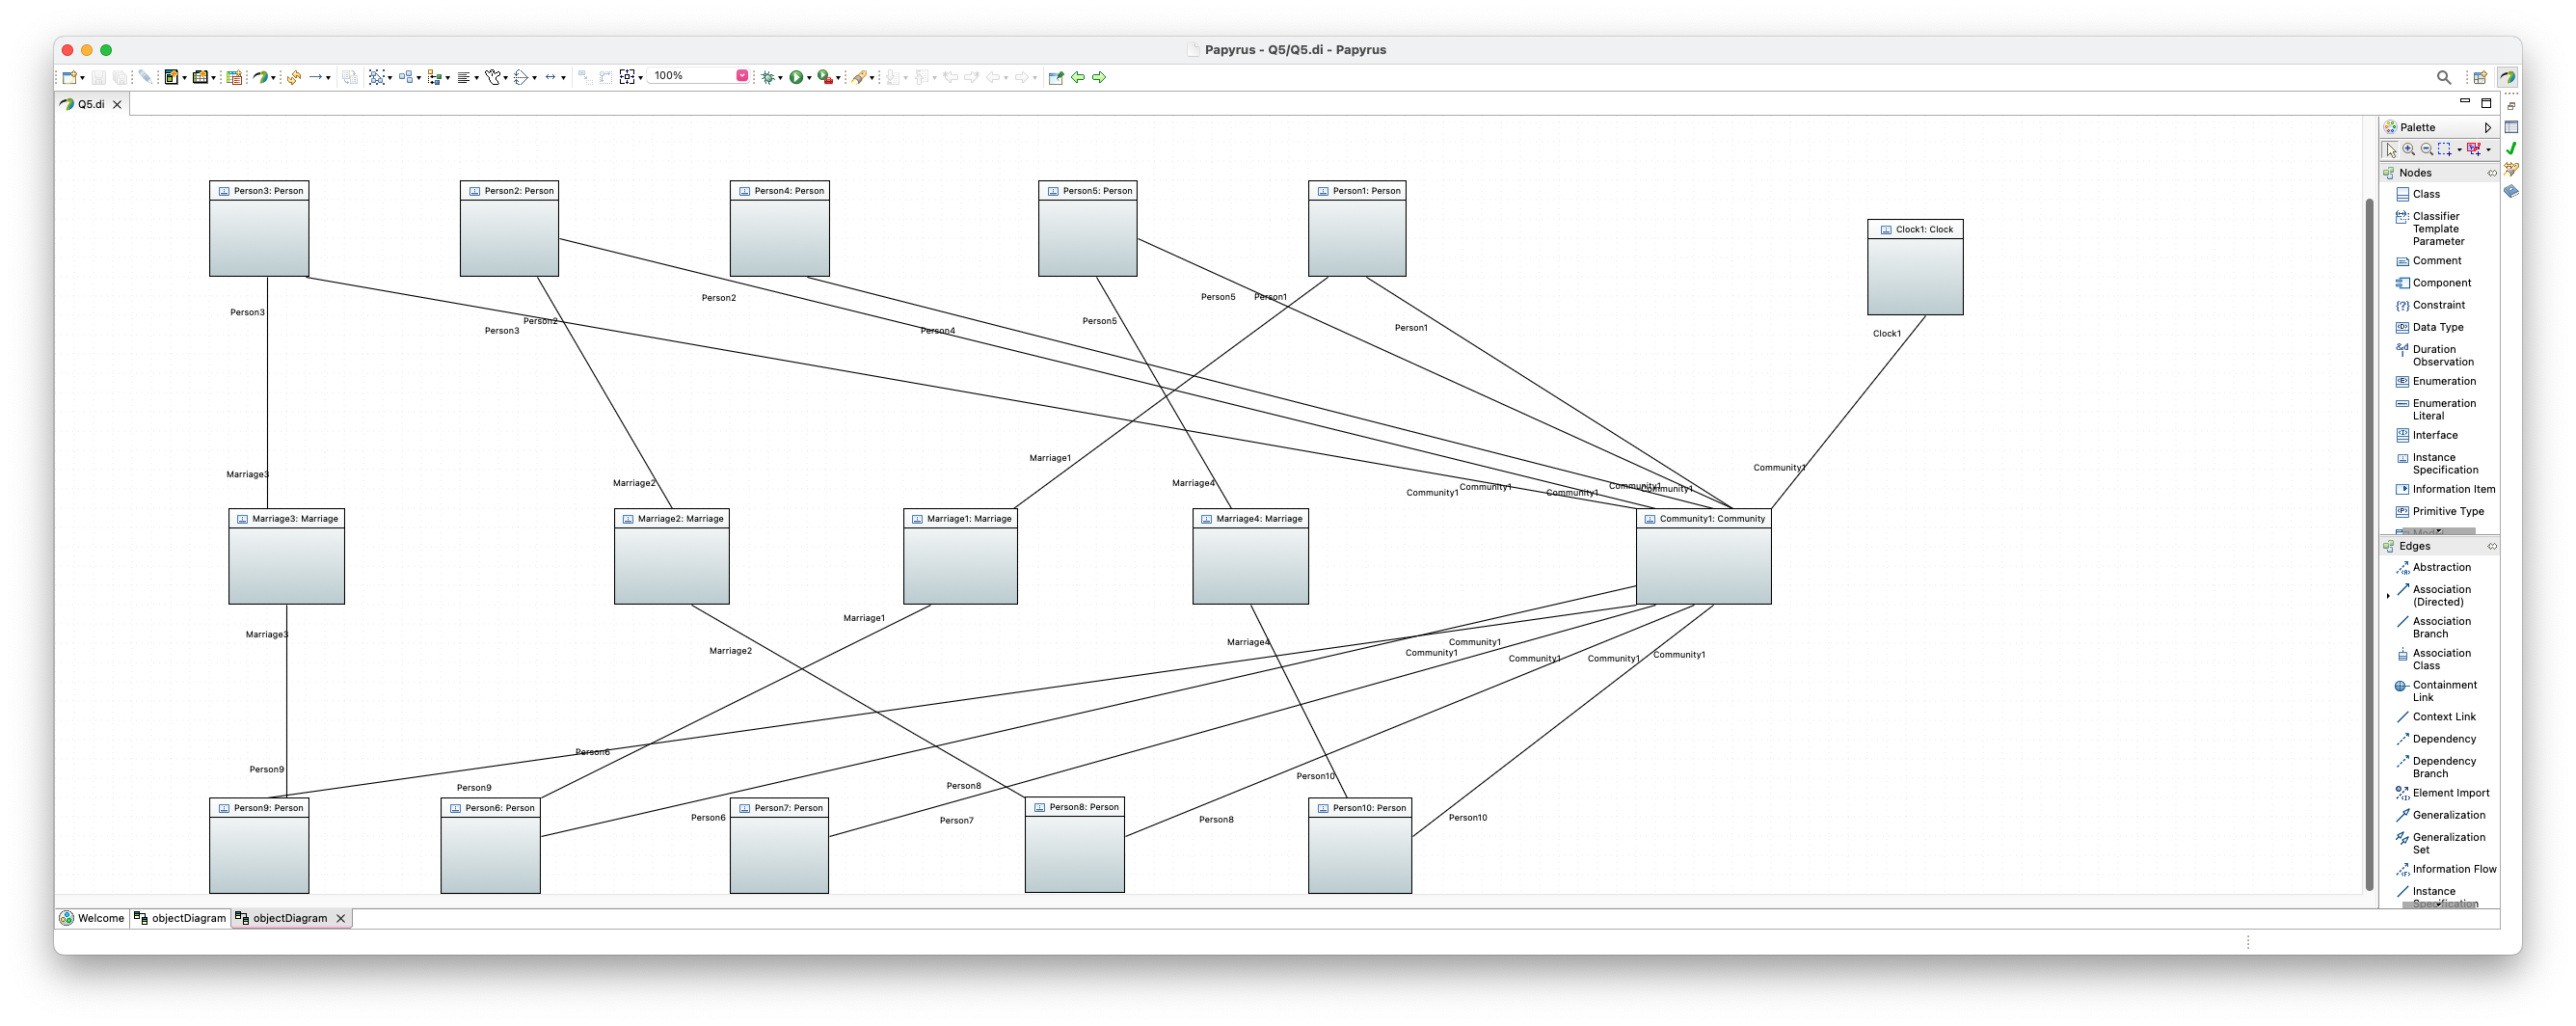 Papyrus - Q5/Q5.di - Papyrus
100%
Q5.di
Palette
Nodes
Class
Classifier
Template
Parameter
Comment
Component
Constraint
Data Type
Duration
Observation
Enumeration
Enumeration
Literal
Interface
Instance
Specification
Information Item
Primitive Type
Edges
Abstraction
Association
(Directed)
Association
Branch
Association
Class
Containment
Link
Context Link
Dependency
Dependency
Branch
Element Import
Generalization
Generalization
Set
Information Flow
Instance
Specification
Person3: Person
Person2: Person
Person4: Person
Person5: Person
Person1: Person
Clock1: Clock
Person3
Person2
Person3
Person2
Person4
Person5
Person5
Person1
Person1
Clock1
Marriage3
Marriage2
Marriage1
Marriage4
Community1
Community1
Community1
Community1
Community1
Community1
Marriage3: Marriage
Marriage2: Marriage
Marriage1: Marriage
Marriage4: Marriage
Community1: Community
Marriage3
Marriage2
Marriage1
Marriage4
Community1
Community1
Community1
Community1
Community1
Person9
Person9
Person6
Person6
Person8
Person7
Person8
Person10
Person10
Person9: Person
Person6: Person
Person7: Person
Person8: Person
Person10: Person
Welcome
objectDiagram
objectDiagram